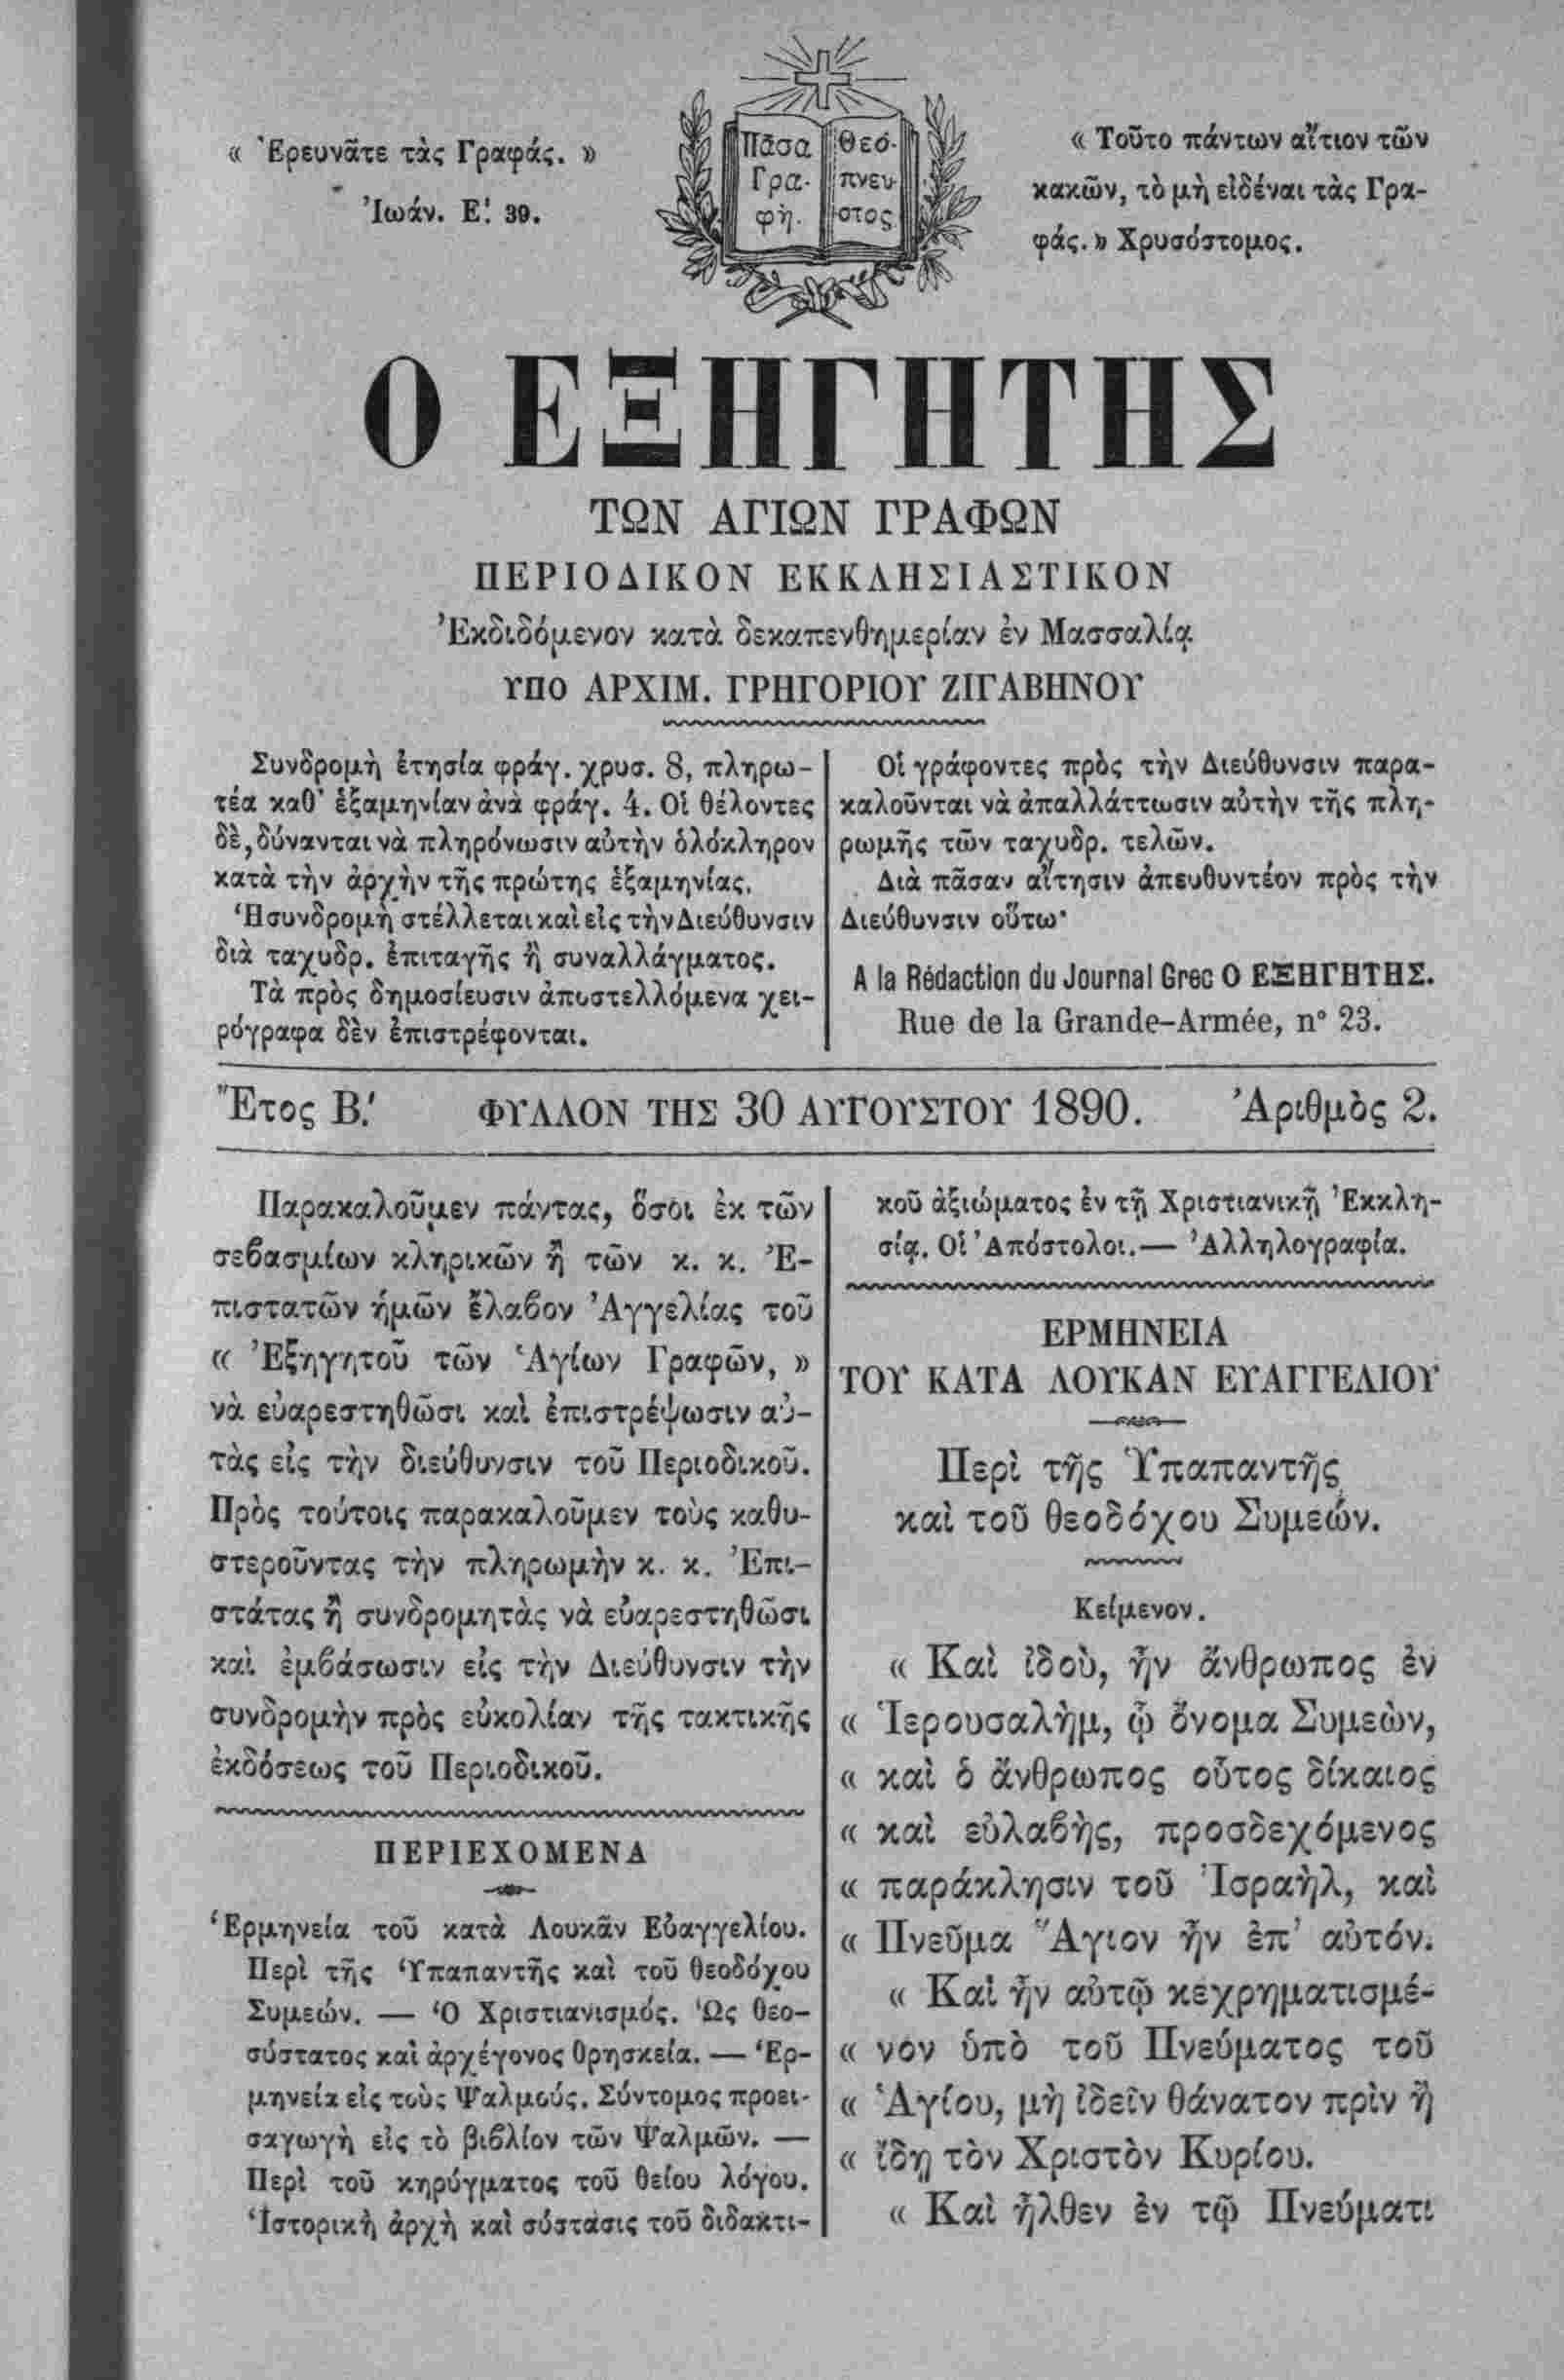 « Ἐρευνᾶτε τὰς Γραφάς. »
Ἰωάν. Ε'. 39.
Πᾶσα
Γρα-
φὴ.
Θεό-
πνευ-
στος
« Τοῦτο πάντων αἴτιον τῶν
κακῶν, τὸ μὴ εἰδέναι τὰς Γρα-
φάς. » Χρυσόστομος.
Ο ΕΞΗΓΗΤΗΣ
ΤΩΝ ΑΓΙΩΝ ΓΡΑΦΩΝ
ΠΕΡΙΟΔΙΚΟΝ ΕΚΚΛΗΣΙΑΣΤΙΚΟΝ
Ἐκδιδόμενον κατὰ δεκαπενθημερίαν ἐν Μασσαλίᾳ
ΥΠΟ ΑΡΧΙΜ. ΓΡΗΓΟΡΙΟΥ ΖΙΓΑΒΗΝΟΥ
Συνδρομὴ ἐτησία φράγ. χρυσ. 8, πληρω-
τέα καθ' ἑξαμηνίαν ἀνὰ φράγ. 4. Οἱ θέλοντες
δὲ, δύνανται νὰ πληρόνωσιν αὐτὴν ὁλόκληρον
κατὰ τὴν ἀρχὴν τῆς πρώτης ἑξαμηνίας.
Ἡ συνδρομὴ στέλλεται καὶ εἰς τὴν Διεύθυνσιν
διὰ ταχυδρ. ἐπιταγῆς ἢ συναλλάγματος.
Τὰ πρὸς δημοσίευσιν ἀποστελλόμενα χει-
ρόγραφα δὲν ἐπιστρέφονται.
Οἱ γράφοντες πρὸς τὴν Διεύθυνσιν παρα-
καλοῦνται νὰ ἀπαλλάττωσιν αὐτὴν τῆς πλη-
ρωμῆς τῶν ταχυδρ. τελῶν.
Διὰ πᾶσαν αἴτησιν ἀπευθυντέον πρὸς τὴν
Διεύθυνσιν οὕτω·
A la Rédaction du Journal Grec Ο ΕΞΗΓΗΤΗΣ.
Rue de la Grande-Armée, n° 23.
Ἔτος Β'. ΦΥΛΛΟΝ ΤΗΣ 30 ΑΥΓΟΥΣΤΟΥ 1890. Ἀριθμὸς 2.
Παρακαλοῦμεν πάντας, ὅσοι ἐκ τῶν
σεβασμίων κληρικῶν ἢ τῶν κ. κ. Ἐ-
πιστατῶν ἡμῶν ἔλαβον Ἀγγελίας τοῦ
« Ἐξηγητοῦ τῶν Ἁγίων Γραφῶν, »
νὰ εὐαρεστηθῶσι καὶ ἐπιστρέψωσιν αὐ-
τὰς εἰς τὴν διεύθυνσιν τοῦ Περιοδικοῦ.
Πρὸς τούτοις παρακαλοῦμεν τοὺς καθυ-
στεροῦντας τὴν πληρωμὴν κ. κ. Ἐπι-
στάτας ἢ συνδρομητὰς νὰ εὐαρεστηθῶσι
καὶ ἐμβάσωσιν εἰς τὴν Διεύθυνσιν τὴν
συνδρομὴν πρὸς εὐκολίαν τῆς τακτικῆς
ἐκδόσεως τοῦ Περιοδικοῦ.
ΠΕΡΙΕΧΟΜΕΝΑ
Ἑρμηνεία τοῦ κατὰ Λουκᾶν Εὐαγγελίου.
Περὶ τῆς Ὑπαπαντῆς καὶ τοῦ θεοδόχου
Συμεών. — Ὁ Χριστιανισμός. Ὡς θεο-
σύστατος καὶ ἀρχέγονος θρησκεία. — Ἑρ-
μηνεία εἰς τοὺς Ψαλμούς. Σύντομος προει-
σαγωγὴ εἰς τὸ βιβλίον τῶν Ψαλμῶν. —
Περὶ τοῦ κηρύγματος τοῦ θείου λόγου.
Ἱστορικὴ ἀρχὴ καὶ σύστασις τοῦ διδακτι-
κοῦ ἀξιώματος ἐν τῇ Χριστιανικῇ Ἐκκλη-
σίᾳ. Οἱ Ἀπόστολοι.— Ἀλληλογραφία.
ΕΡΜΗΝΕΙΑ
ΤΟΥ ΚΑΤΑ ΛΟΥΚΑΝ ΕΥΑΓΓΕΛΙΟΥ
Περὶ τῆς Ὑπαπαντῆς
καὶ τοῦ θεοδόχου Συμεών.
Κείμενον.
« Καὶ ἰδοὺ, ἦν ἄνθρωπος ἐν
« Ἱερουσαλὴμ, ᾧ ὄνομα Συμεὼν,
« καὶ ὁ ἄνθρωπος οὗτος δίκαιος
« καὶ εὐλαβὴς, προσδεχόμενος
« παράκλησιν τοῦ Ἰσραὴλ, καὶ
« Πνεῦμα Ἅγιον ἦν ἐπ' αὐτόν.
« Καὶ ἦν αὐτῷ κεχρηματισμέ-
« νον ὑπὸ τοῦ Πνεύματος τοῦ
« Ἁγίου, μὴ ἰδεῖν θάνατον πρὶν ἢ
« ἴδῃ τὸν Χριστὸν Κυρίου.
« Καὶ ἦλθεν ἐν τῷ Πνεύματι